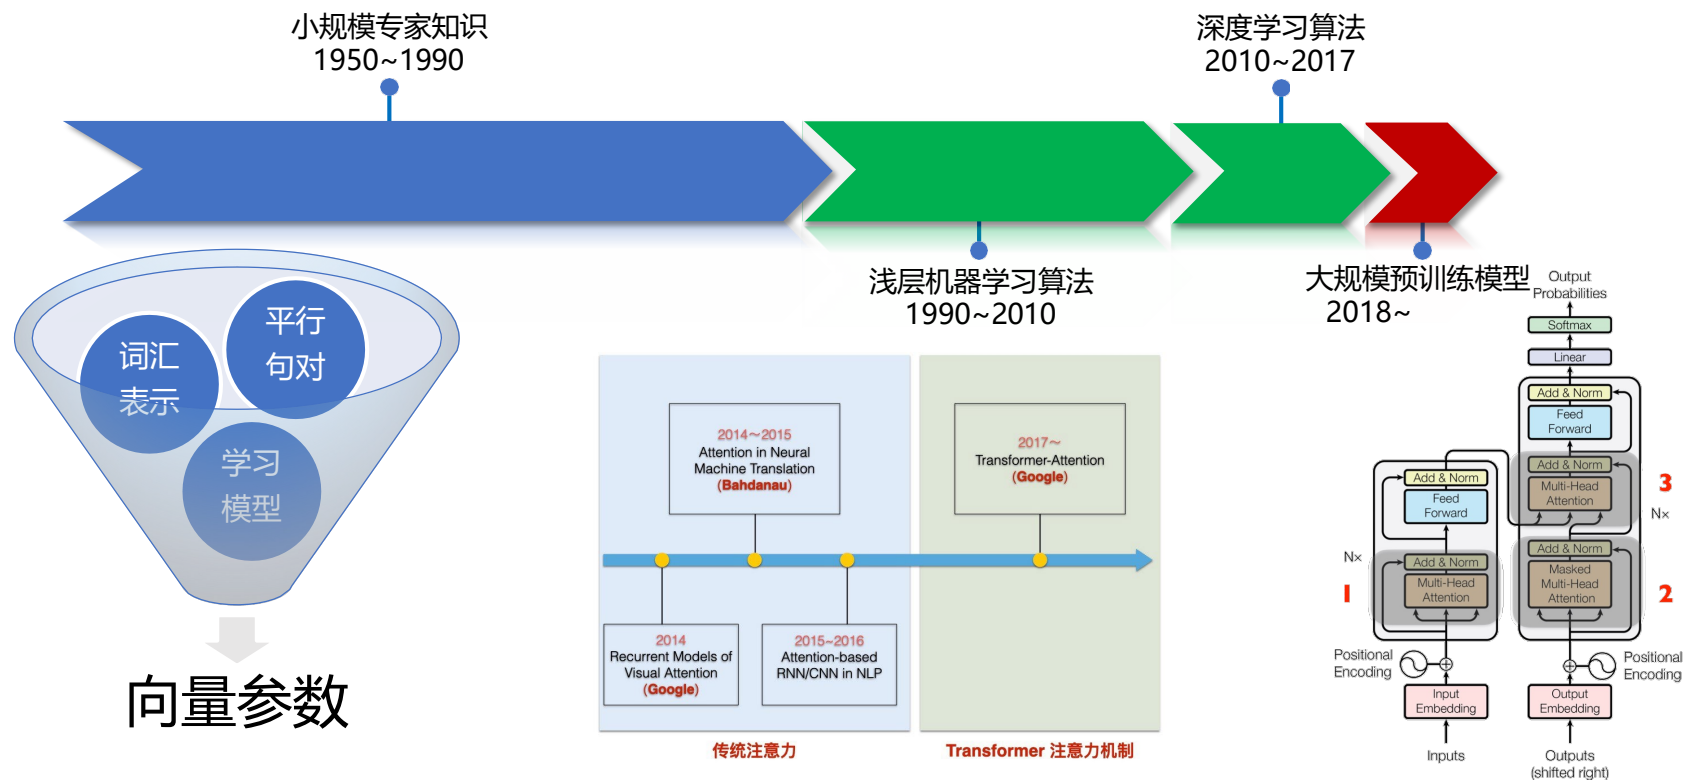 小规模专家知识
1950~1990
深度学习算法
2010~2017
浅层机器学习算法
1990~2010
大规模预训练模型
2018~
词汇
表示
平行
句对
学习
模型
向量参数
2014～2015
Attention in Neural
Machine Translation
(Bahdanau)
2017～
Transformer-Attention
(Google)
2014
Recurrent Models of
Visual Attention
(Google)
2015~2016
Attention-based
RNN/CNN in NLP
传统注意力
Transformer 注意力机制
Output
Probabilities
Softmax
Linear
Add & Norm
Feed
Forward
Add & Norm
Multi-Head
Attention
3
N×
Add & Norm
Masked
Multi-Head
Attention
2
Add & Norm
Feed
Forward
N×
Add & Norm
Multi-Head
Attention
1
Positional
Encoding
Positional
Encoding
Input
Embedding
Output
Embedding
Inputs
Outputs
(shifted right)